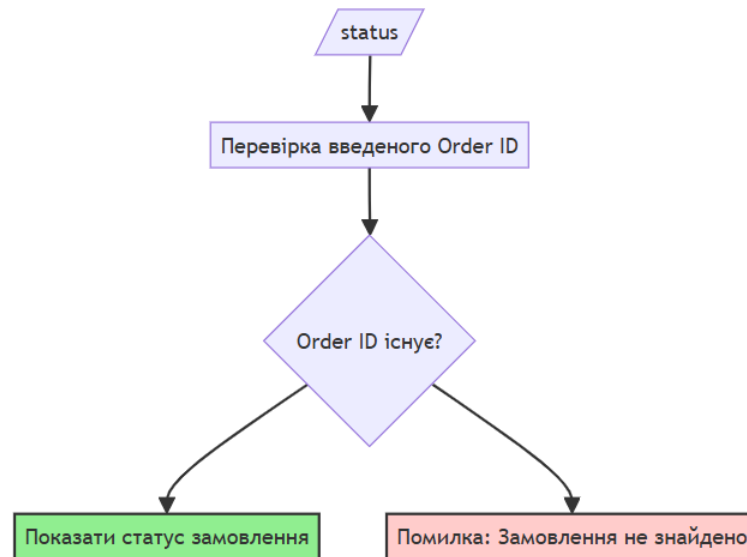 status
Перевірка введеного Order ID
Order ID існує?
Показати статус замовлення
Помилка: Замовлення не знайдено